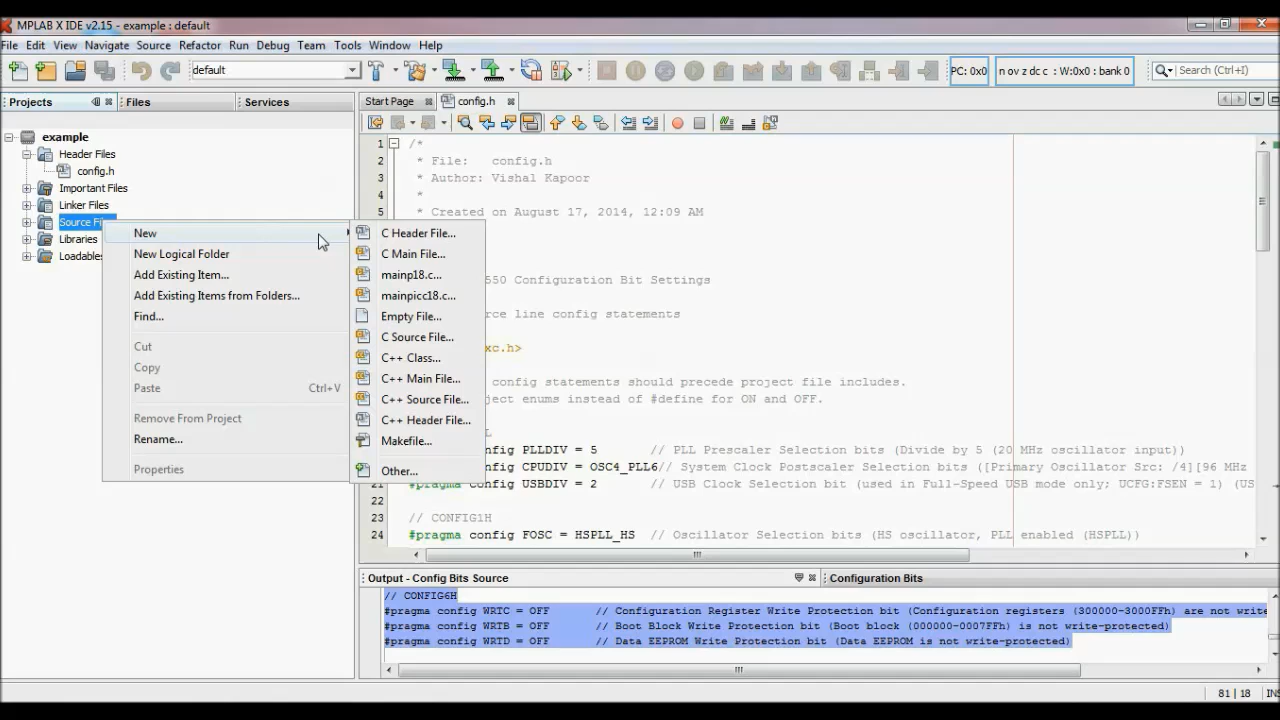 MPLAB X IDE v2.15 - example : default
File Edit View Navigate Source Refactor Run Debug Team Tools Window Help
default
PC: 0x0
n ov z dc c : W:0x0 : bank 0
Search (Ctrl+I)
Projects
Files
Services
example
Header Files
config.h
Important Files
Linker Files
Source
Libraries
Loadables
New
New Logical Folder
Add Existing Item...
Add Existing Items from Folders...
Find...
Cut
Copy
Paste Ctrl+V
Remove From Project
Rename...
Properties
C Header File...
C Main File...
mainp18.c...
mainpicc18.c...
Empty File...
C Source File...
C++ Class...
C++ Main File...
C++ Source File...
C++ Header File...
Makefile...
Other...
Start Page
config.h
1 /*
2 * File: config.h
3 * Author: Vishal Kapoor
4 *
5 * Created on August 17, 2014, 12:09 AM
550 Configuration Bit Settings
rce line config statements
xc.h>
config statements should precede project file includes.
ject enums instead of #define for ON and OFF.
L
config PLLDIV = 5 // PLL Prescaler Selection bits (Divide by 5 (20 MHz oscillator input))
config CPUDIV = OSC4_PLL6// System Clock Postscaler Selection bits ([Primary Oscillator Src: /4][96 MHz
21 #pragma config USBDIV = 2 // USB Clock Selection bit (used in Full-Speed USB mode only; UCFG:FSEN = 1) (US
22
23 // CONFIG1H
24 #pragma config FOSC = HSPLL_HS // Oscillator Selection bits (HS oscillator, PLL enabled (HSPLL))
Output - Config Bits Source
Configuration Bits
// CONFIG6H
#pragma config WRTC = OFF // Configuration Register Write Protection bit (Configuration registers (300000-3000FFh) are not write
#pragma config WRTB = OFF // Boot Block Write Protection bit (Boot block (000000-0007FFh) is not write-protected)
#pragma config WRTD = OFF // Data EEPROM Write Protection bit (Data EEPROM is not write-protected)
81 | 18 INS